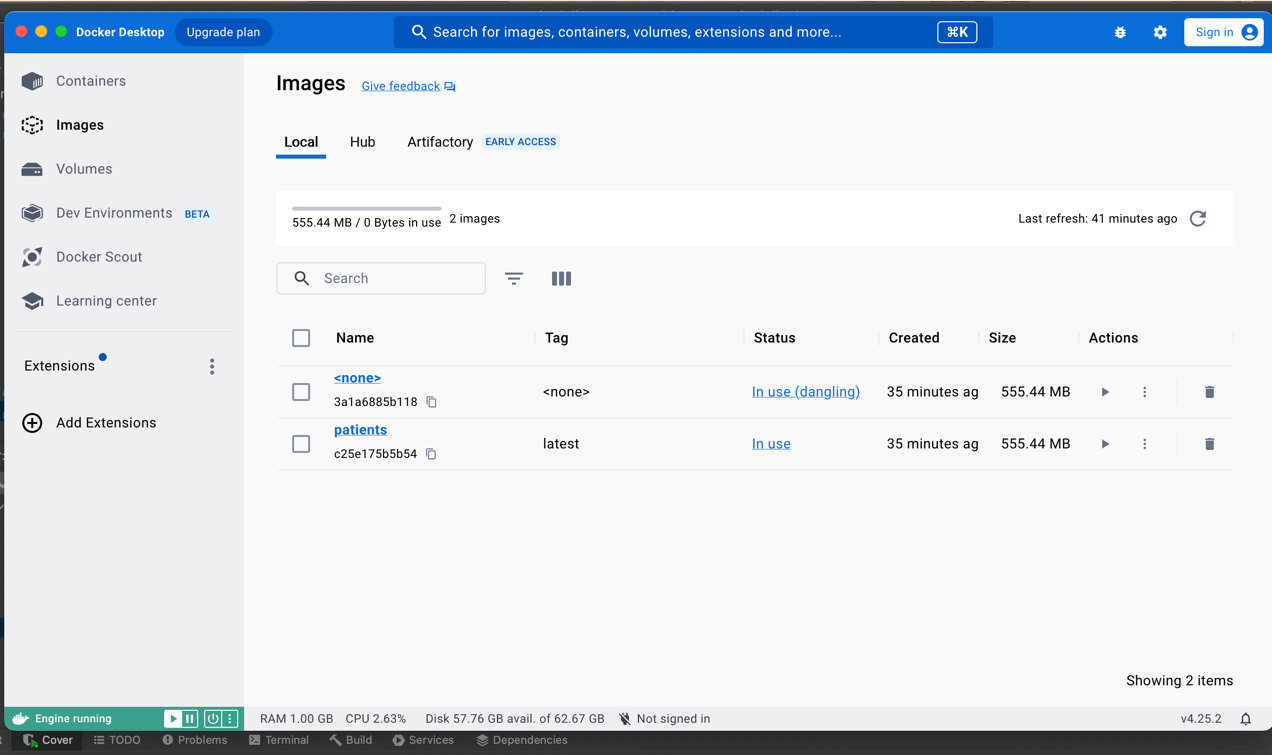 Docker Desktop Upgrade plan Search for images, containers, volumes, extensions and more... ⌘K Sign in
Containers
Images
Volumes
Dev Environments BETA
Docker Scout
Learning center
Extensions
Add Extensions
Images Give feedback
Local Hub Artifactory EARLY ACCESS
555.44 MB / 0 Bytes in use 2 images Last refresh: 41 minutes ago
Search
Name Tag Status Created Size Actions
<none> <none> In use (dangling) 35 minutes ag 555.44 MB
3a1a6885b118
patients latest In use 35 minutes ag 555.44 MB
c25e175b5b54
Showing 2 items
Engine running RAM 1.00 GB CPU 2.63% Disk 57.76 GB avail. of 62.67 GB Not signed in v4.25.2
Cover TODO Problems Terminal Build Services Dependencies